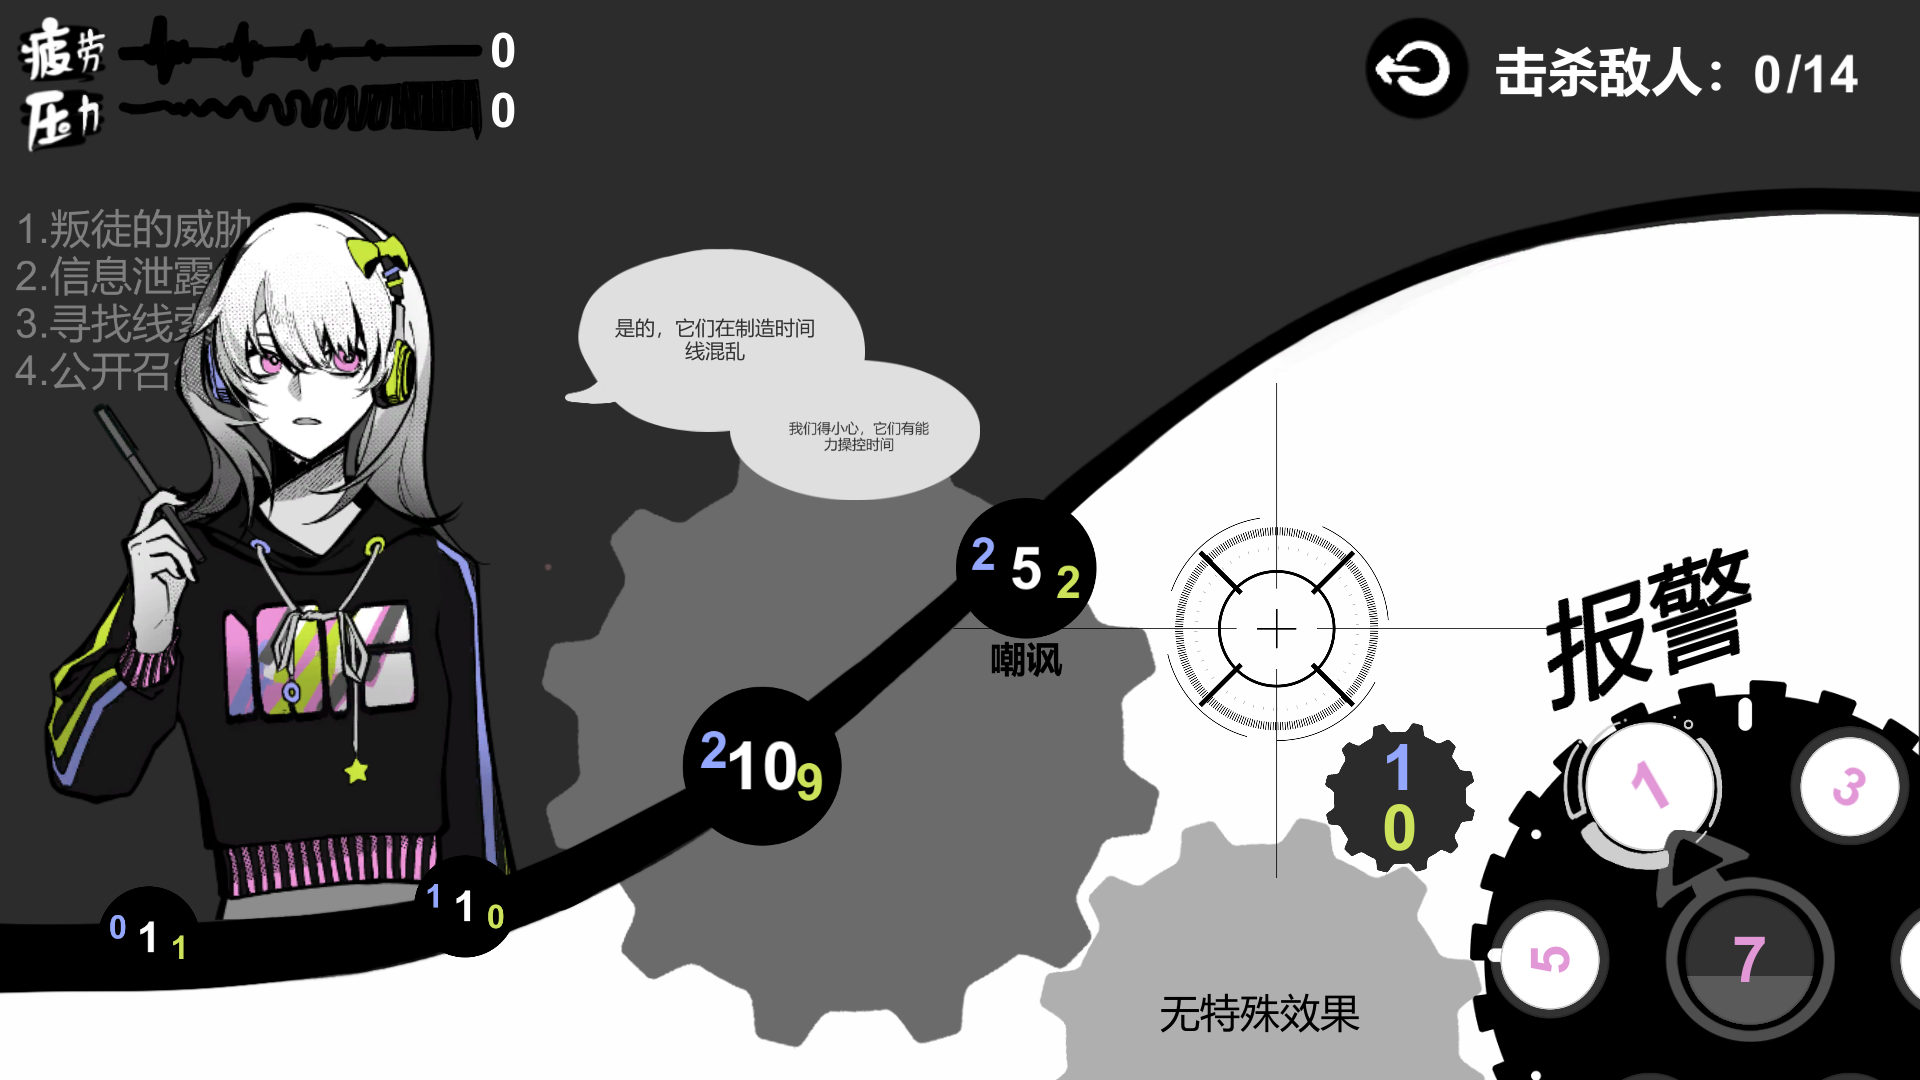 疲劳 0
压力 0
击杀敌人：0/14
1.叛徒的威胁
2.信息泄露
3.寻找线索
4.公开召
是的，它们在制造时间
线混乱
我们得小心，它们有能
力操控时间
2 5 2
嘲讽
报警
2 10 9
1
0
1
3
0 1 1
1 1 0
5
7
无特殊效果